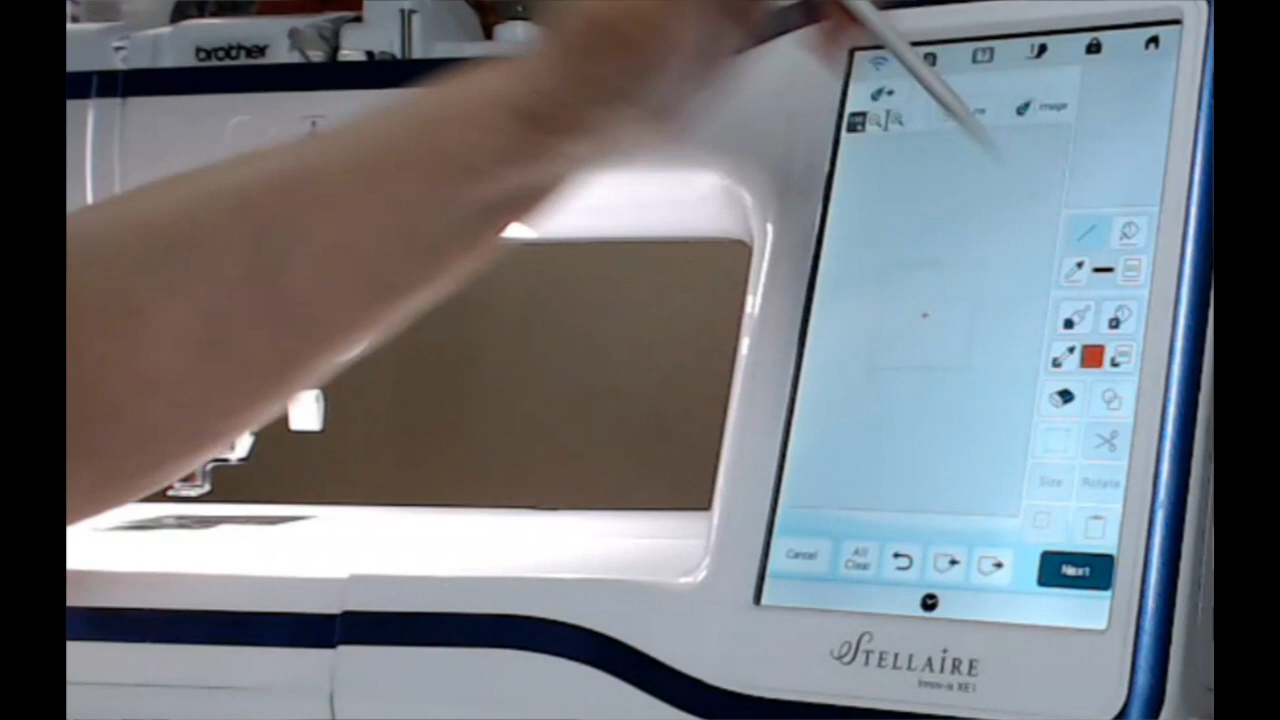 brother
Image
Size
Rotate
Cancel
All
Clear
Next
STELLAIRE
Innov-is XE1